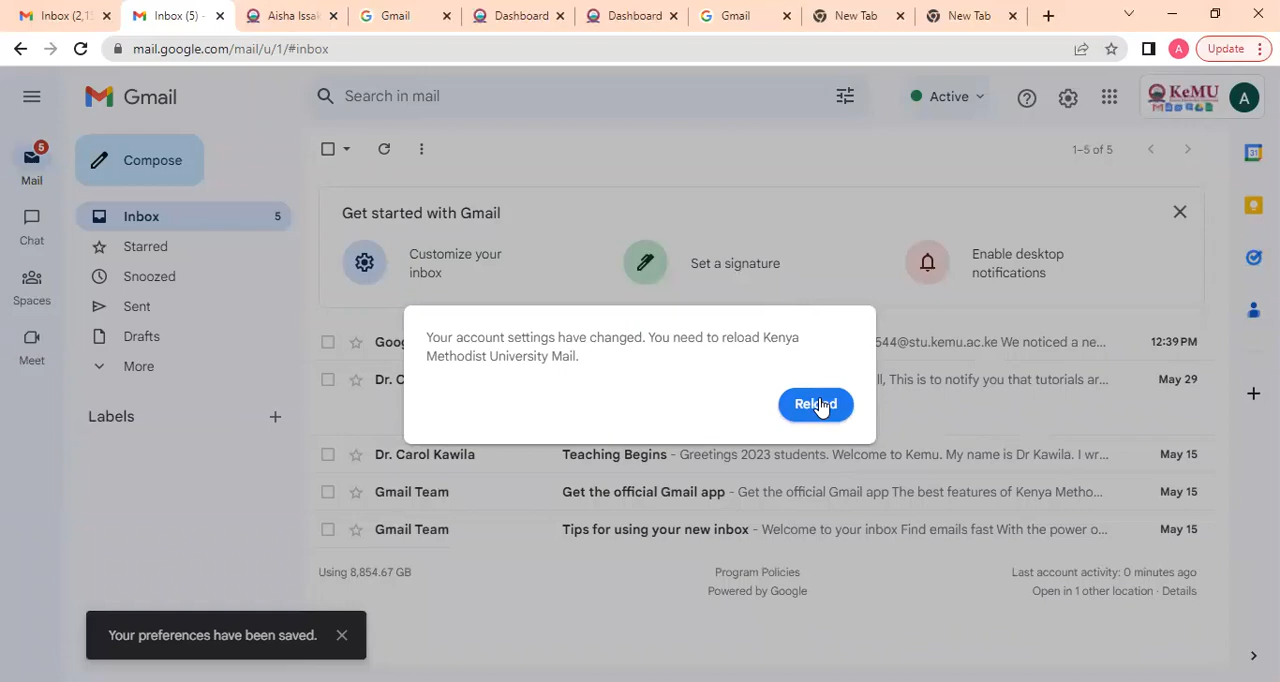 Inbox (2,15
Inbox (5) -
Aisha Issak
Gmail
Dashboard
Dashboard
Gmail
New Tab
New Tab
mail.google.com/mail/u/1/#inbox
A
Update
Gmail
Search in mail
Active
KeMU
A
5
Mail
Compose
1–5 of 5
Inbox 5
Get started with Gmail
Chat
Starred
Customize your
inbox
Set a signature
Enable desktop
notifications
Snoozed
Spaces
Sent
Drafts
Meet
More
Labels
Your account settings have changed. You need to reload Kenya
Methodist University Mail.
Reload
Goog
544@stu.kemu.ac.ke We noticed a ne...
12:39 PM
Dr. C
ll, This is to notify you that tutorials ar...
May 29
Dr. Carol Kawila
Teaching Begins - Greetings 2023 students. Welcome to Kemu. My name is Dr Kawila. I wr...
May 15
Gmail Team
Get the official Gmail app - Get the official Gmail app The best features of Kenya Metho...
May 15
Gmail Team
Tips for using your new inbox - Welcome to your inbox Find emails fast With the power o...
May 15
Using 8,854.67 GB
Program Policies
Powered by Google
Last account activity: 0 minutes ago
Open in 1 other location · Details
Your preferences have been saved.